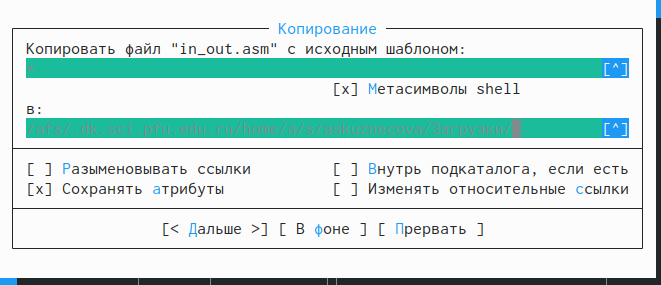 Копирование
Копировать файл "in_out.asm" с исходным шаблоном:
* [^]
[x] Метасимволы shell
в:
/afs/.dk.sci.pfu.edu.ru/home/a/s/askuznecova/Загрузки/ [^]
[ ] Разыменовывать ссылки [ ] Внутрь подкаталога, если есть
[x] Сохранять атрибуты [ ] Изменять относительные ссылки
[< Дальше >] [ В фоне ] [ Прервать ]